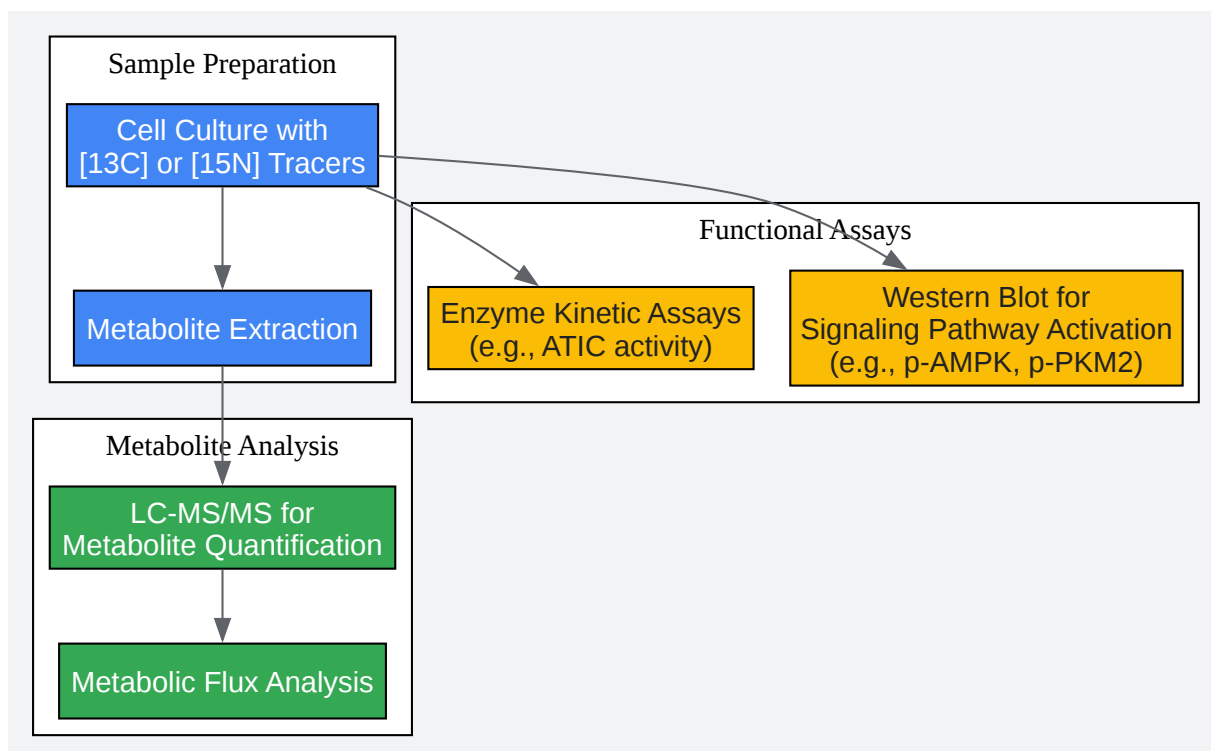 Sample Preparation
Cell Culture with
[13C] or [15N] Tracers
Metabolite Extraction
Functional Assays
Enzyme Kinetic Assays
(e.g., ATIC activity)
Western Blot for
Signaling Pathway Activation
(e.g., p-AMPK, p-PKM2)
Metabolite Analysis
LC-MS/MS for
Metabolite Quantification
Metabolic Flux Analysis